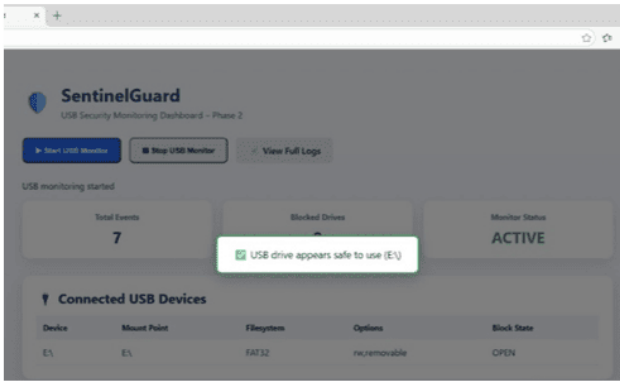 SentinelGuard
USB Security Monitoring Dashboard - Phase 2
Start USB Monitor
Stop USB Monitor
View Full Logs
USB monitoring started
Total Events
Blocked Drives
Monitor Status
7
ACTIVE
USB drive appears safe to use (E:\)
Connected USB Devices
Device Mount Point Filesystem Options Block State
E:\ E:\ FAT32 rw,removable OPEN